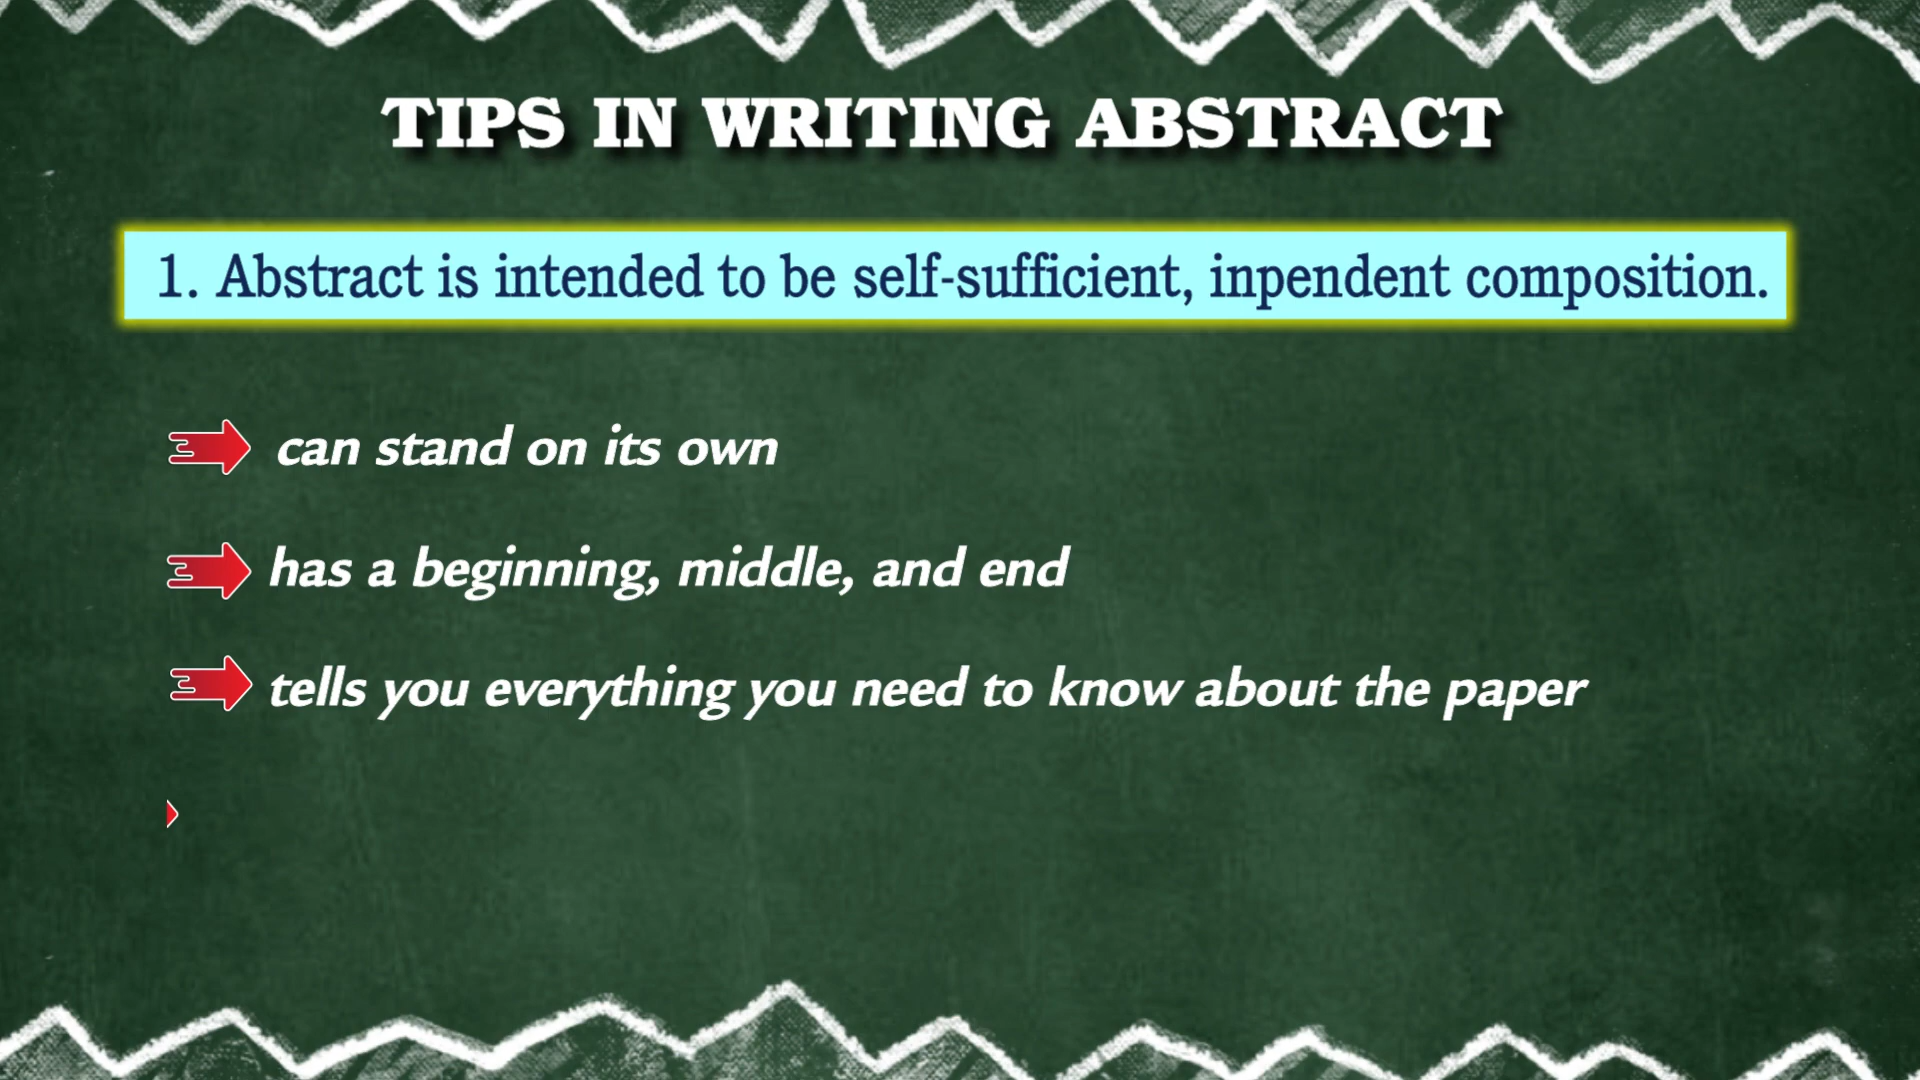 TIPS IN WRITING ABSTRACT
1. Abstract is intended to be self-sufficient, inpendent composition.
can stand on its own
has a beginning, middle, and end
tells you everything you need to know about the paper